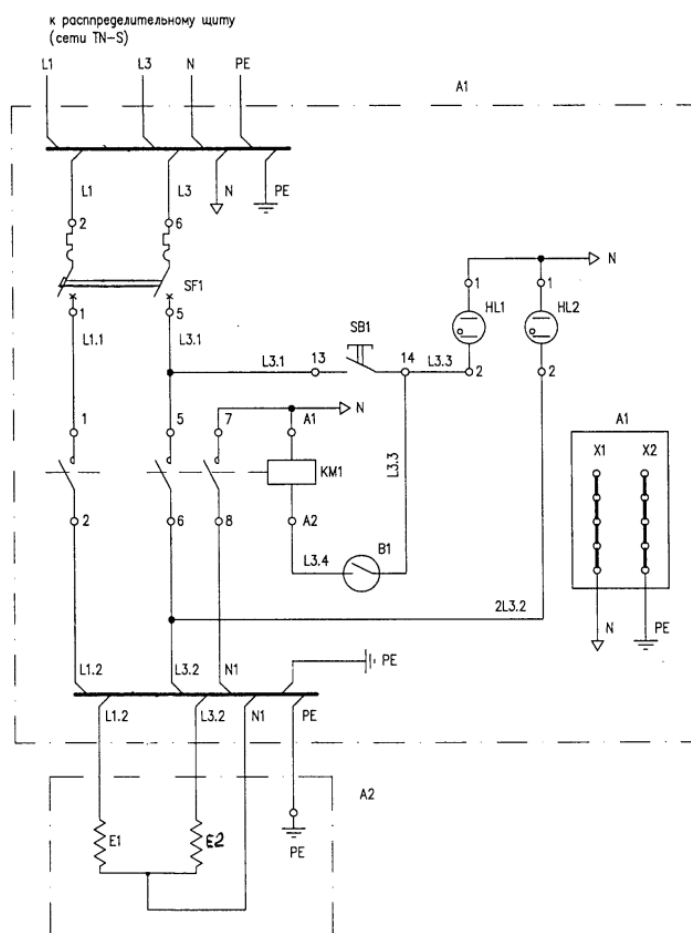 к распределительному щиту
(сети TN-S)
L1 L3 N PE
A1
L1 L3 N PE
2 6
SF1
1 5
L1.1 L3.1
N
1 1
HL1 HL2
SB1
L3.1 13 14 L3.3 2 2
1 5 7 A1 N
KM1
L3.3
2 6 8 A2
L3.4 B1
2L3.2
A1
X1 X2
N PE
L1.2 L3.2 N1 PE
L1.2 L3.2 N1 PE
A2
E1 E2
PE